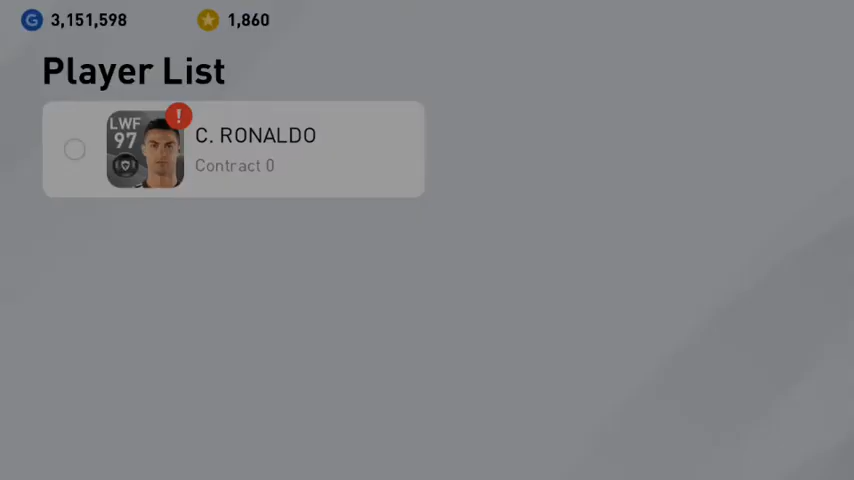 G 3,151,598 1,860
Player List
LWF
97
!
C. RONALDO
Contract 0